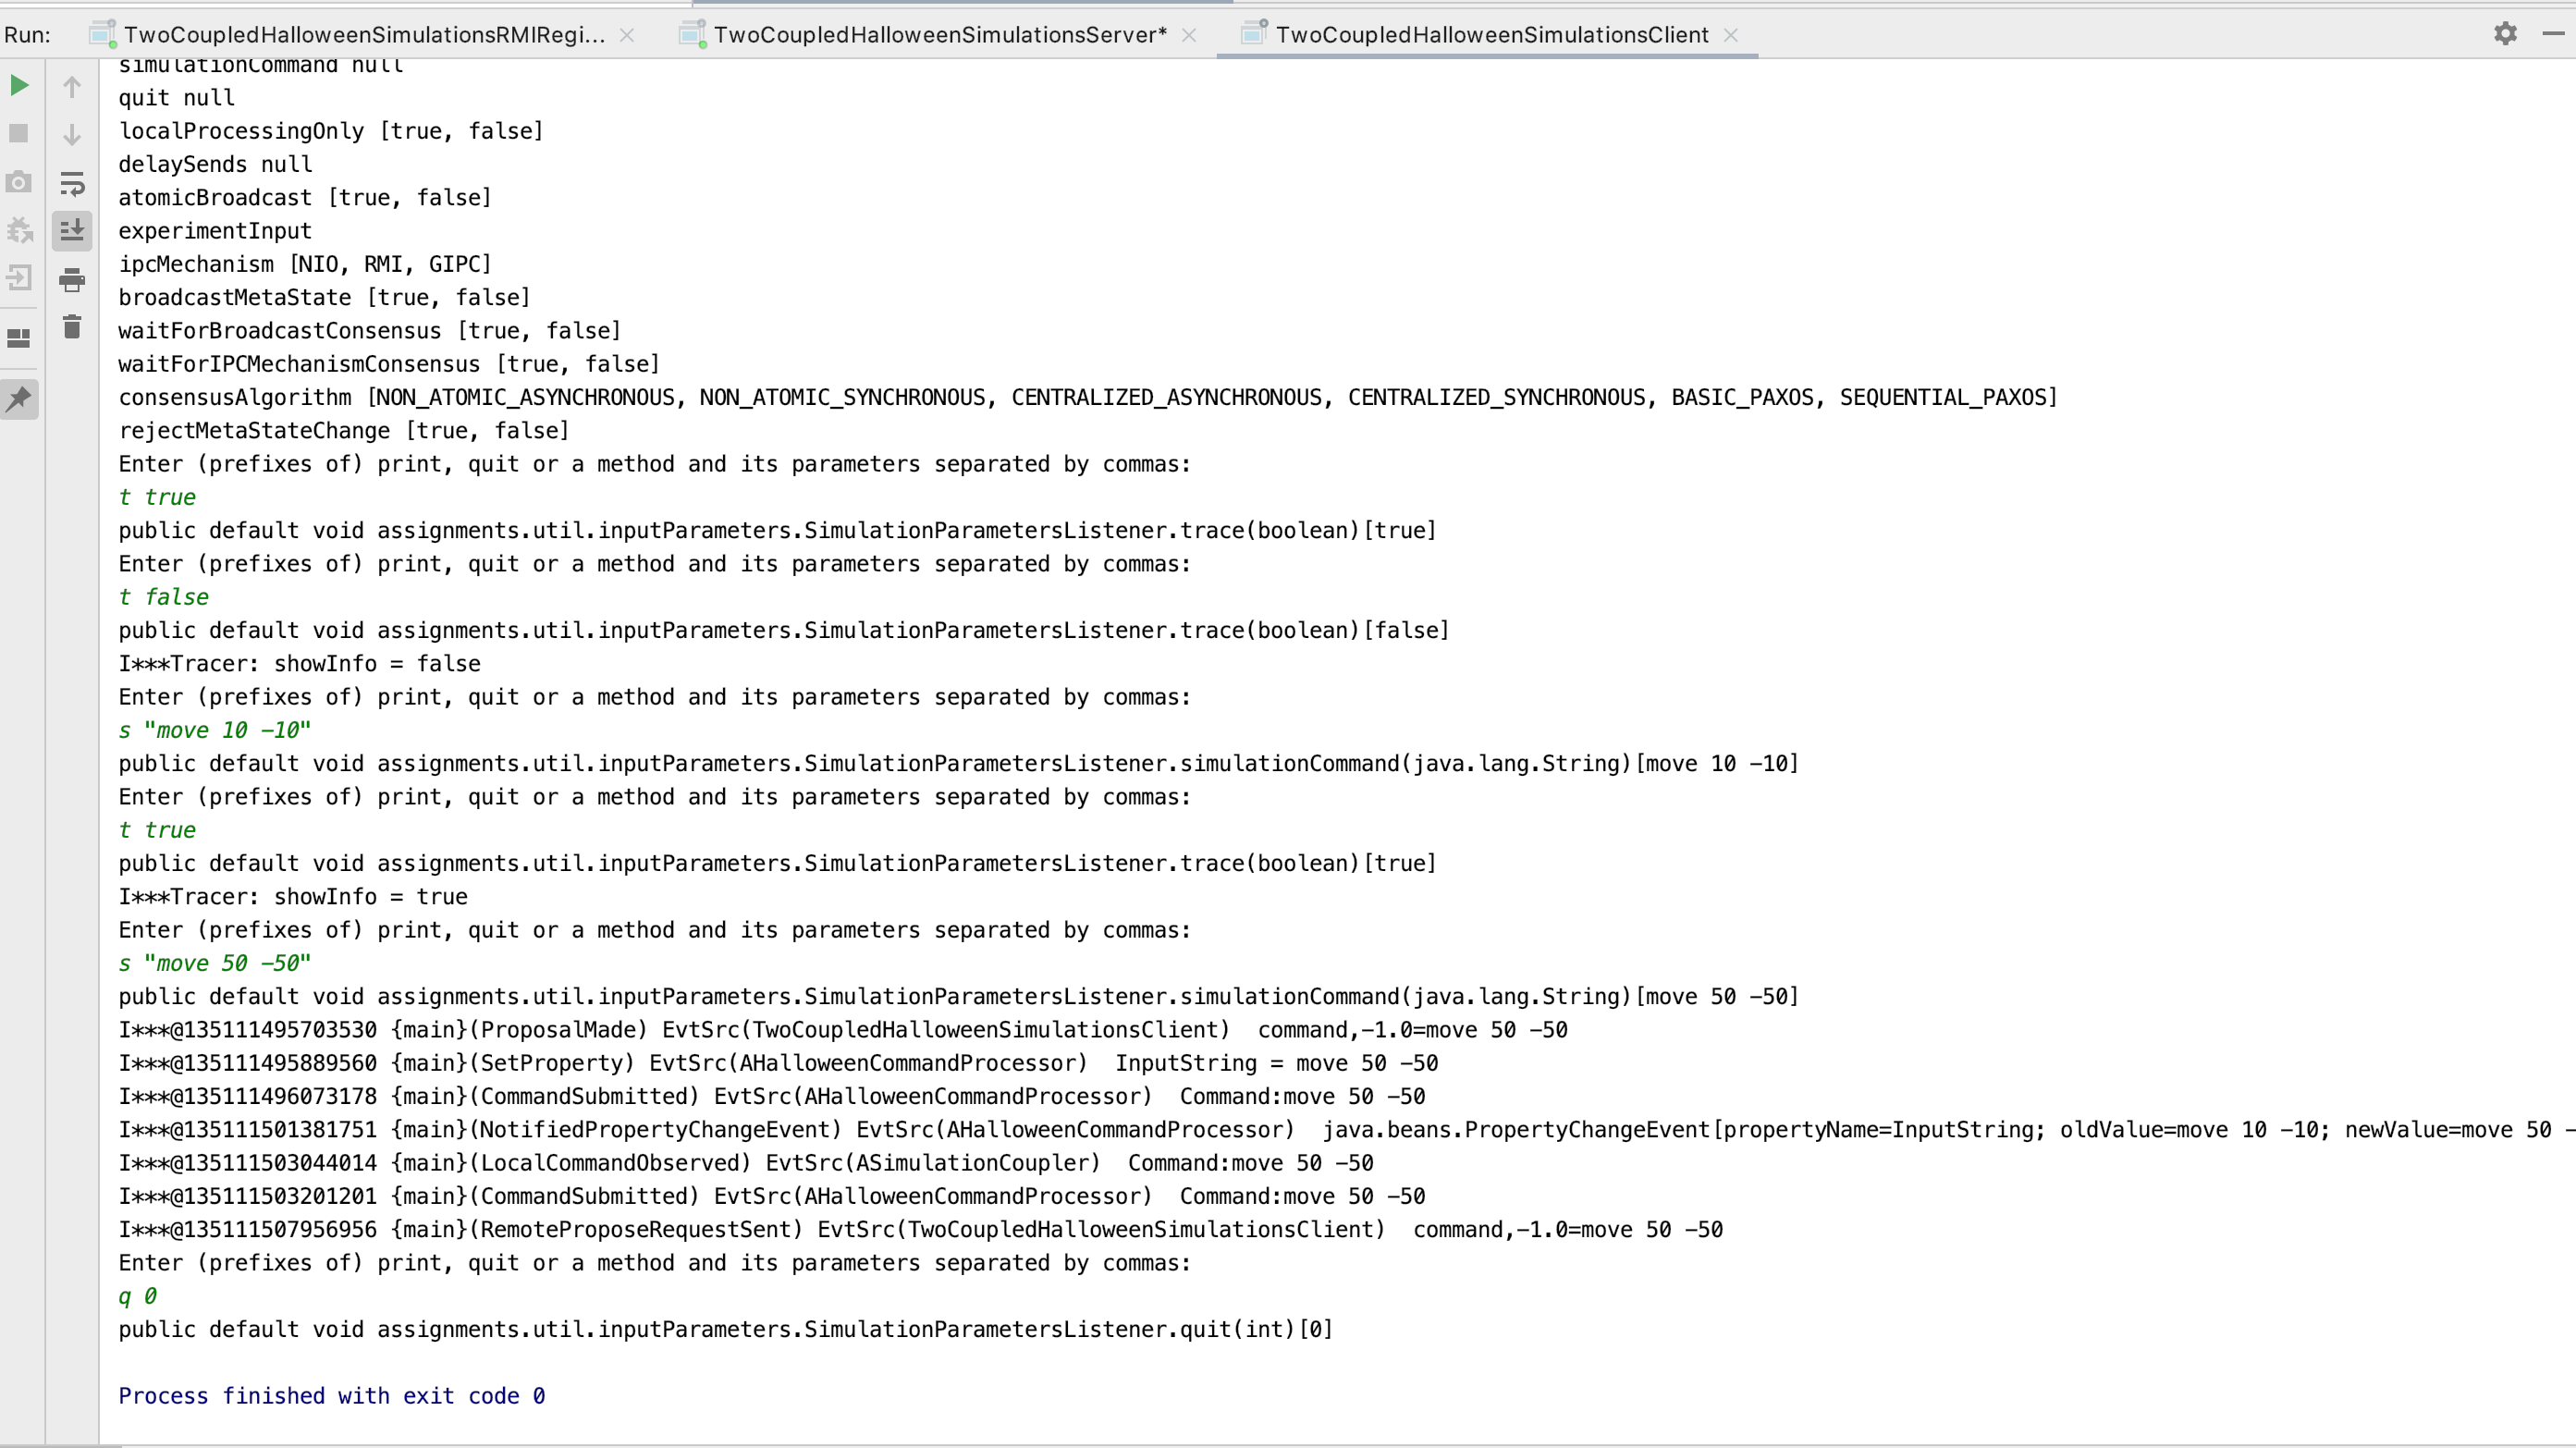 Run: TwoCoupledHalloweenSimulationsRMIRegi... TwoCoupledHalloweenSimulationsServer* TwoCoupledHalloweenSimulationsClient
simulationCommand null
quit null
localProcessingOnly [true, false]
delaySends null
atomicBroadcast [true, false]
experimentInput
ipcMechanism [NIO, RMI, GIPC]
broadcastMetaState [true, false]
waitForBroadcastConsensus [true, false]
waitForIPCMechanismConsensus [true, false]
consensusAlgorithm [NON_ATOMIC_ASYNCHRONOUS, NON_ATOMIC_SYNCHRONOUS, CENTRALIZED_ASYNCHRONOUS, CENTRALIZED_SYNCHRONOUS, BASIC_PAXOS, SEQUENTIAL_PAXOS]
rejectMetaStateChange [true, false]
Enter (prefixes of) print, quit or a method and its parameters separated by commas:
t true
public default void assignments.util.inputParameters.SimulationParametersListener.trace(boolean)[true]
Enter (prefixes of) print, quit or a method and its parameters separated by commas:
t false
public default void assignments.util.inputParameters.SimulationParametersListener.trace(boolean)[false]
I***Tracer: showInfo = false
Enter (prefixes of) print, quit or a method and its parameters separated by commas:
s "move 10 -10"
public default void assignments.util.inputParameters.SimulationParametersListener.simulationCommand(java.lang.String)[move 10 -10]
Enter (prefixes of) print, quit or a method and its parameters separated by commas:
t true
public default void assignments.util.inputParameters.SimulationParametersListener.trace(boolean)[true]
I***Tracer: showInfo = true
Enter (prefixes of) print, quit or a method and its parameters separated by commas:
s "move 50 -50"
public default void assignments.util.inputParameters.SimulationParametersListener.simulationCommand(java.lang.String)[move 50 -50]
I***@135111495703530 {main}(ProposalMade) EvtSrc(TwoCoupledHalloweenSimulationsClient)  command,-1.0=move 50 -50
I***@135111495889560 {main}(SetProperty) EvtSrc(AHalloweenCommandProcessor)  InputString = move 50 -50
I***@135111496073178 {main}(CommandSubmitted) EvtSrc(AHalloweenCommandProcessor)  Command:move 50 -50
I***@135111501381751 {main}(NotifiedPropertyChangeEvent) EvtSrc(AHalloweenCommandProcessor)  java.beans.PropertyChangeEvent[propertyName=InputString; oldValue=move 10 -10; newValue=move 50 -
I***@135111503044014 {main}(LocalCommandObserved) EvtSrc(ASimulationCoupler)  Command:move 50 -50
I***@135111503201201 {main}(CommandSubmitted) EvtSrc(AHalloweenCommandProcessor)  Command:move 50 -50
I***@135111507956956 {main}(RemoteProposeRequestSent) EvtSrc(TwoCoupledHalloweenSimulationsClient)  command,-1.0=move 50 -50
Enter (prefixes of) print, quit or a method and its parameters separated by commas:
q 0
public default void assignments.util.inputParameters.SimulationParametersListener.quit(int)[0]
Process finished with exit code 0